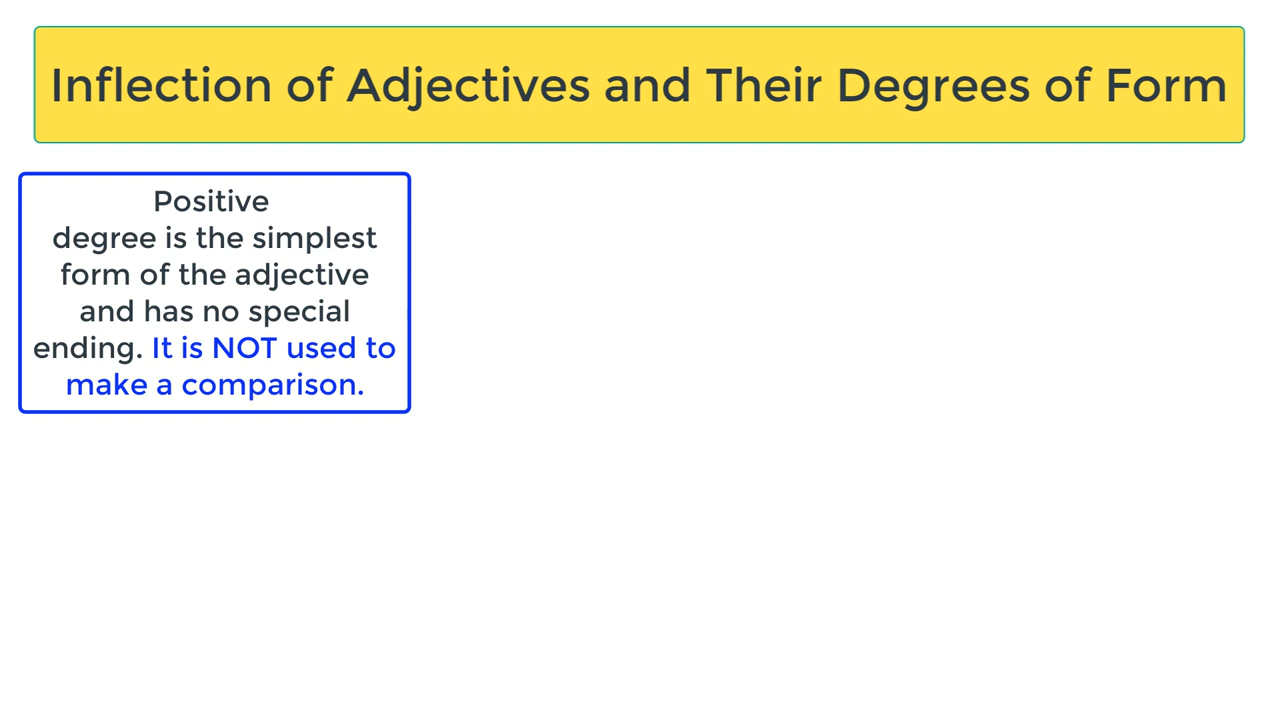 Inflection of Adjectives and Their Degrees of Form
Positive
degree is the simplest
form of the adjective
and has no special
ending. It is NOT used to
make a comparison.